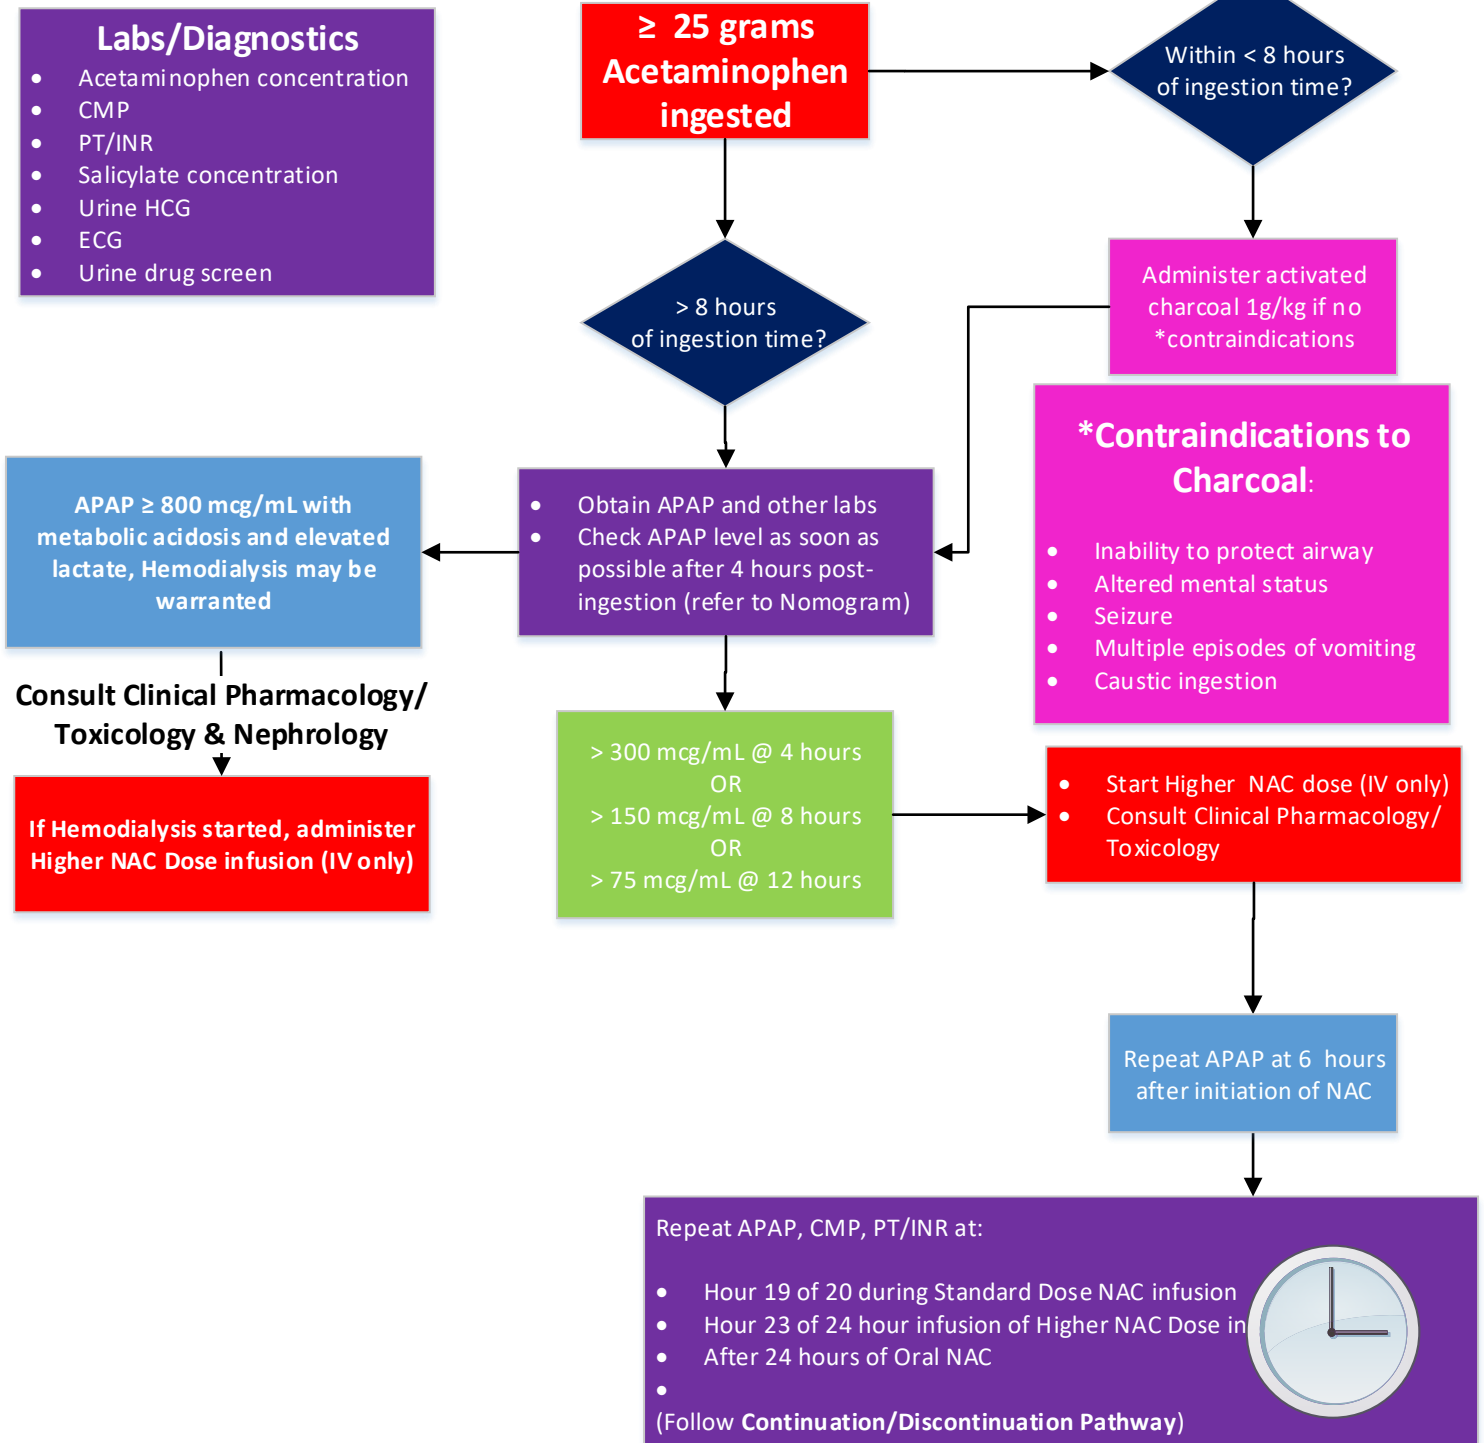 Labs/Diagnostics
• Acetaminophen concentration
• CMP
• PT/INR
• Salicylate concentration
• Urine HCG
• ECG
• Urine drug screen
≥ 25 grams
Acetaminophen
ingested
Within < 8 hours
of ingestion time?
> 8 hours
of ingestion time?
Administer activated
charcoal 1g/kg if no
*contraindications
*Contraindications to
Charcoal:
• Inability to protect airway
• Altered mental status
• Seizure
• Multiple episodes of vomiting
• Caustic ingestion
• Obtain APAP and other labs
• Check APAP level as soon as
possible after 4 hours post-
ingestion (refer to Nomogram)
APAP ≥ 800 mcg/mL with
metabolic acidosis and elevated
lactate, Hemodialysis may be
warranted
Consult Clinical Pharmacology/
Toxicology & Nephrology
If Hemodialysis started, administer
Higher NAC Dose infusion (IV only)
> 300 mcg/mL @ 4 hours
OR
> 150 mcg/mL @ 8 hours
OR
> 75 mcg/mL @ 12 hours
• Start Higher NAC dose (IV only)
• Consult Clinical Pharmacology/
Toxicology
Repeat APAP at 6 hours
after initiation of NAC
Repeat APAP, CMP, PT/INR at:
• Hour 19 of 20 during Standard Dose NAC infusion
• Hour 23 of 24 hour infusion of Higher NAC Dose in
• After 24 hours of Oral NAC
•
(Follow Continuation/Discontinuation Pathway)